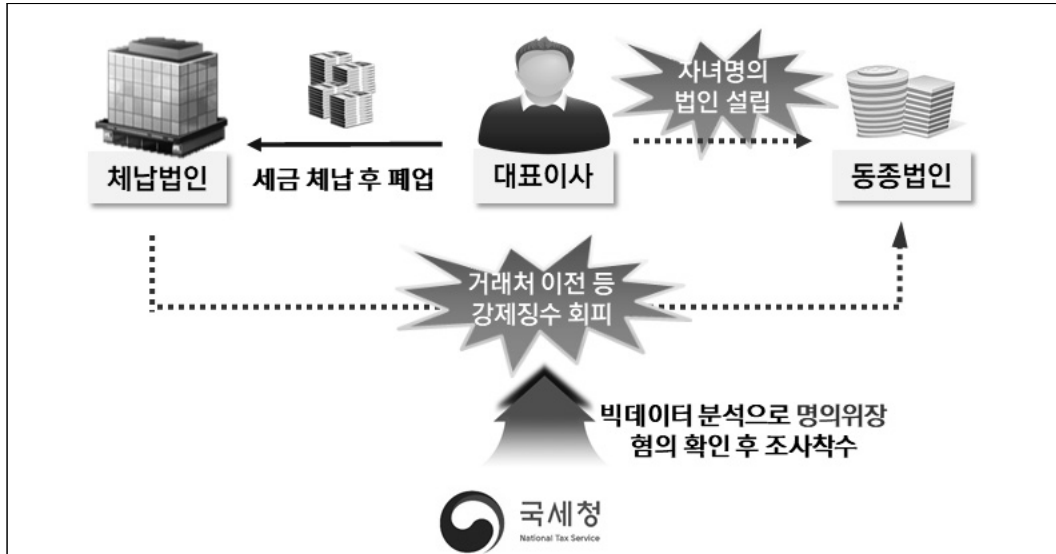 자녀명의
법인 설립
체납법인
세금 체납 후 폐업
대표이사
동종법인
거래처 이전 등
강제징수 회피
빅데이터 분석으로 명의위장
혐의 확인 후 조사착수
국세청
National Tax Service